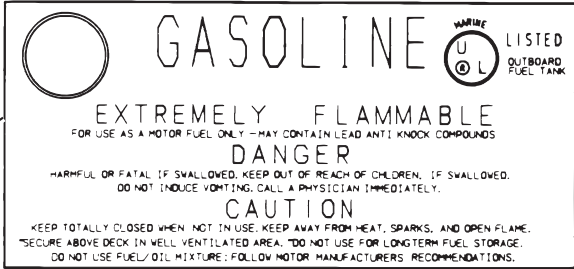 GASOLINE
MARINE
U L
®
LISTED
OUTBOARD
FUEL TANK
EXTREMELY FLAMMABLE
FOR USE AS A MOTOR FUEL ONLY - MAY CONTAIN LEAD ANTI KNOCK COMPOUNDS
DANGER
HARMFUL OR FATAL IF SWALLOWED. KEEP OUT OF REACH OF CHILDREN. IF SWALLOWED.
DO NOT INDUCE VOMITING. CALL A PHYSICIAN IMMEDIATELY.
CAUTION
KEEP TOTALLY CLOSED WHEN NOT IN USE. KEEP AWAY FROM HEAT, SPARKS, AND OPEN FLAME.
SECURE ABOVE DECK IN WELL VENTILATED AREA. DO NOT USE FOR LONGTERM FUEL STORAGE.
DO NOT USE FUEL/OIL MIXTURE: FOLLOW MOTOR MANUFACTURERS RECOMMENDATIONS.